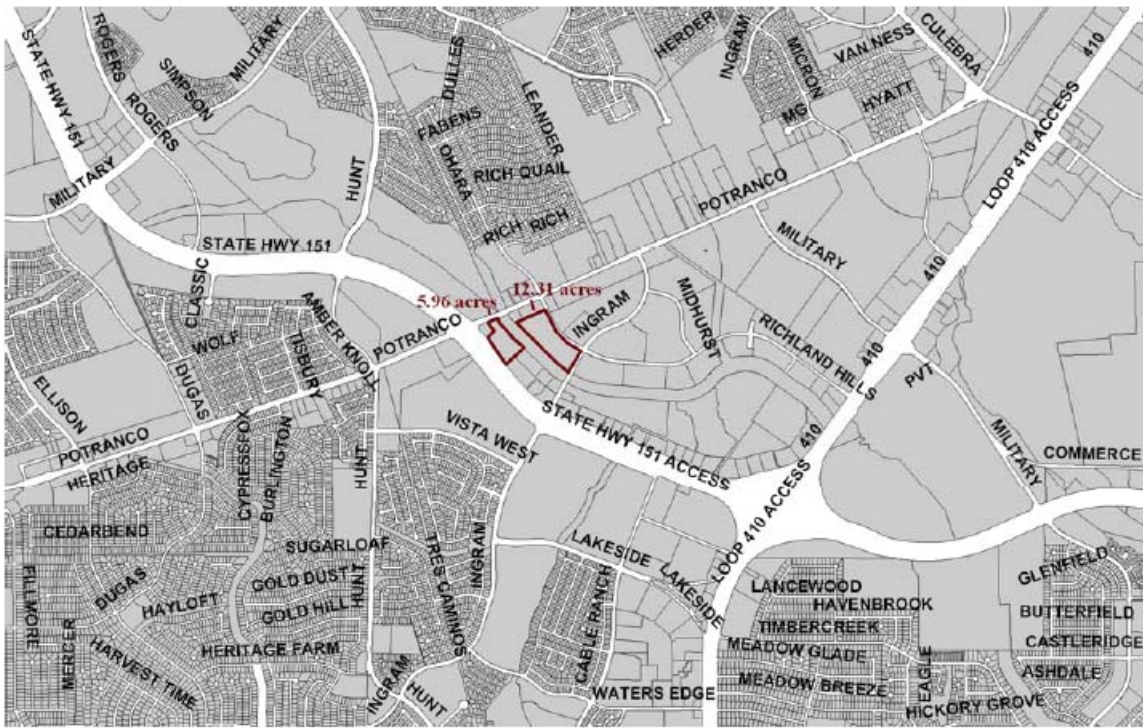 STATE HWY 151
ROGERS
ROGERS
SIMPSON
MILITARY
MILITARY
HUNT
STATE HWY 151
DULLES
FABENS
LEANDER
OHARA
RICH QUAIL
RICH
RICH
HERDER
INGRAM
MICRON
MG
VAN NESS
HYATT
CULEBRA
410
LOOP 410 ACCESS
POTRANCO
MILITARY
410
5.96 acres
12.31 acres
INGRAM
MIDHURST
RICHLAND HILLS
410
PVT
MILITARY
COMMERCE
CLASSIC
WOLF
AMBER KNOLL
TISBURY
POTRANCO
DUGAS
ELLISON
POTRANCO
HERITAGE
CYPRESSFOX
BURLINGTON
HUNT
VISTA WEST
STATE HWY 151 ACCESS
410
LOOP 410 ACCESS
CEDARBEND
FILLMORE
DUGAS
MERCER
HAYLOFT
HARVEST TIME
SUGARLOAF
GOLD DUST
GOLD HILL
HUNT
HERITAGE FARM
TRES CAMINOS
INGRAM
INGRAM
HUNT
LAKESIDE
LAKESIDE
CABLE RANCH
WATERS EDGE
LANCEWOOD
HAVENBROOK
TIMBERCREEK
MEADOW GLADE
MEADOW BREEZE
EAGLE
HICKORY GROVE
GLENFIELD
BUTTERFIELD
CASTLERIDGE
ASHDALE